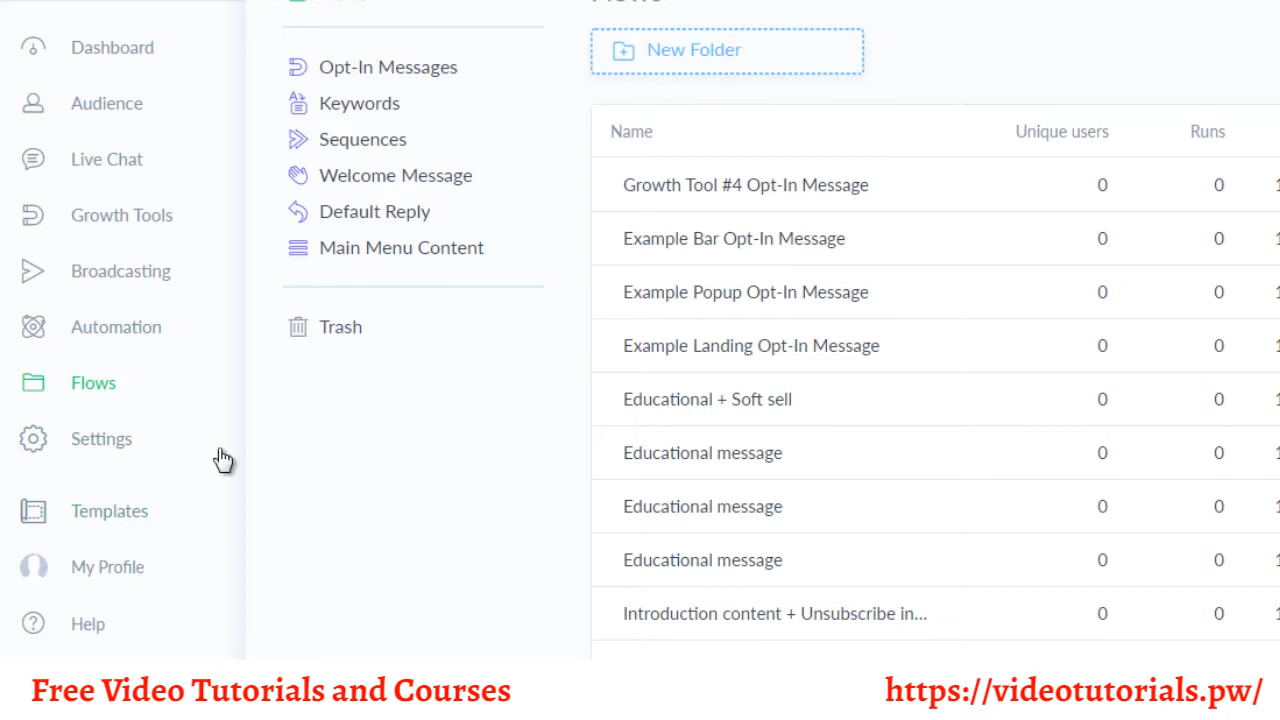 Dashboard
Audience
Live Chat
Growth Tools
Broadcasting
Automation
Flows
Settings
Templates
My Profile
Help
Opt-In Messages
Keywords
Sequences
Welcome Message
Default Reply
Main Menu Content
Trash
New Folder
Name Unique users Runs
Growth Tool #4 Opt-In Message 0 0
Example Bar Opt-In Message 0 0
Example Popup Opt-In Message 0 0
Example Landing Opt-In Message 0 0
Educational + Soft sell 0 0
Educational message 0 0
Educational message 0 0
Educational message 0 0
Introduction content + Unsubscribe in... 0 0
Free Video Tutorials and Courses
https://videotutorials.pw/